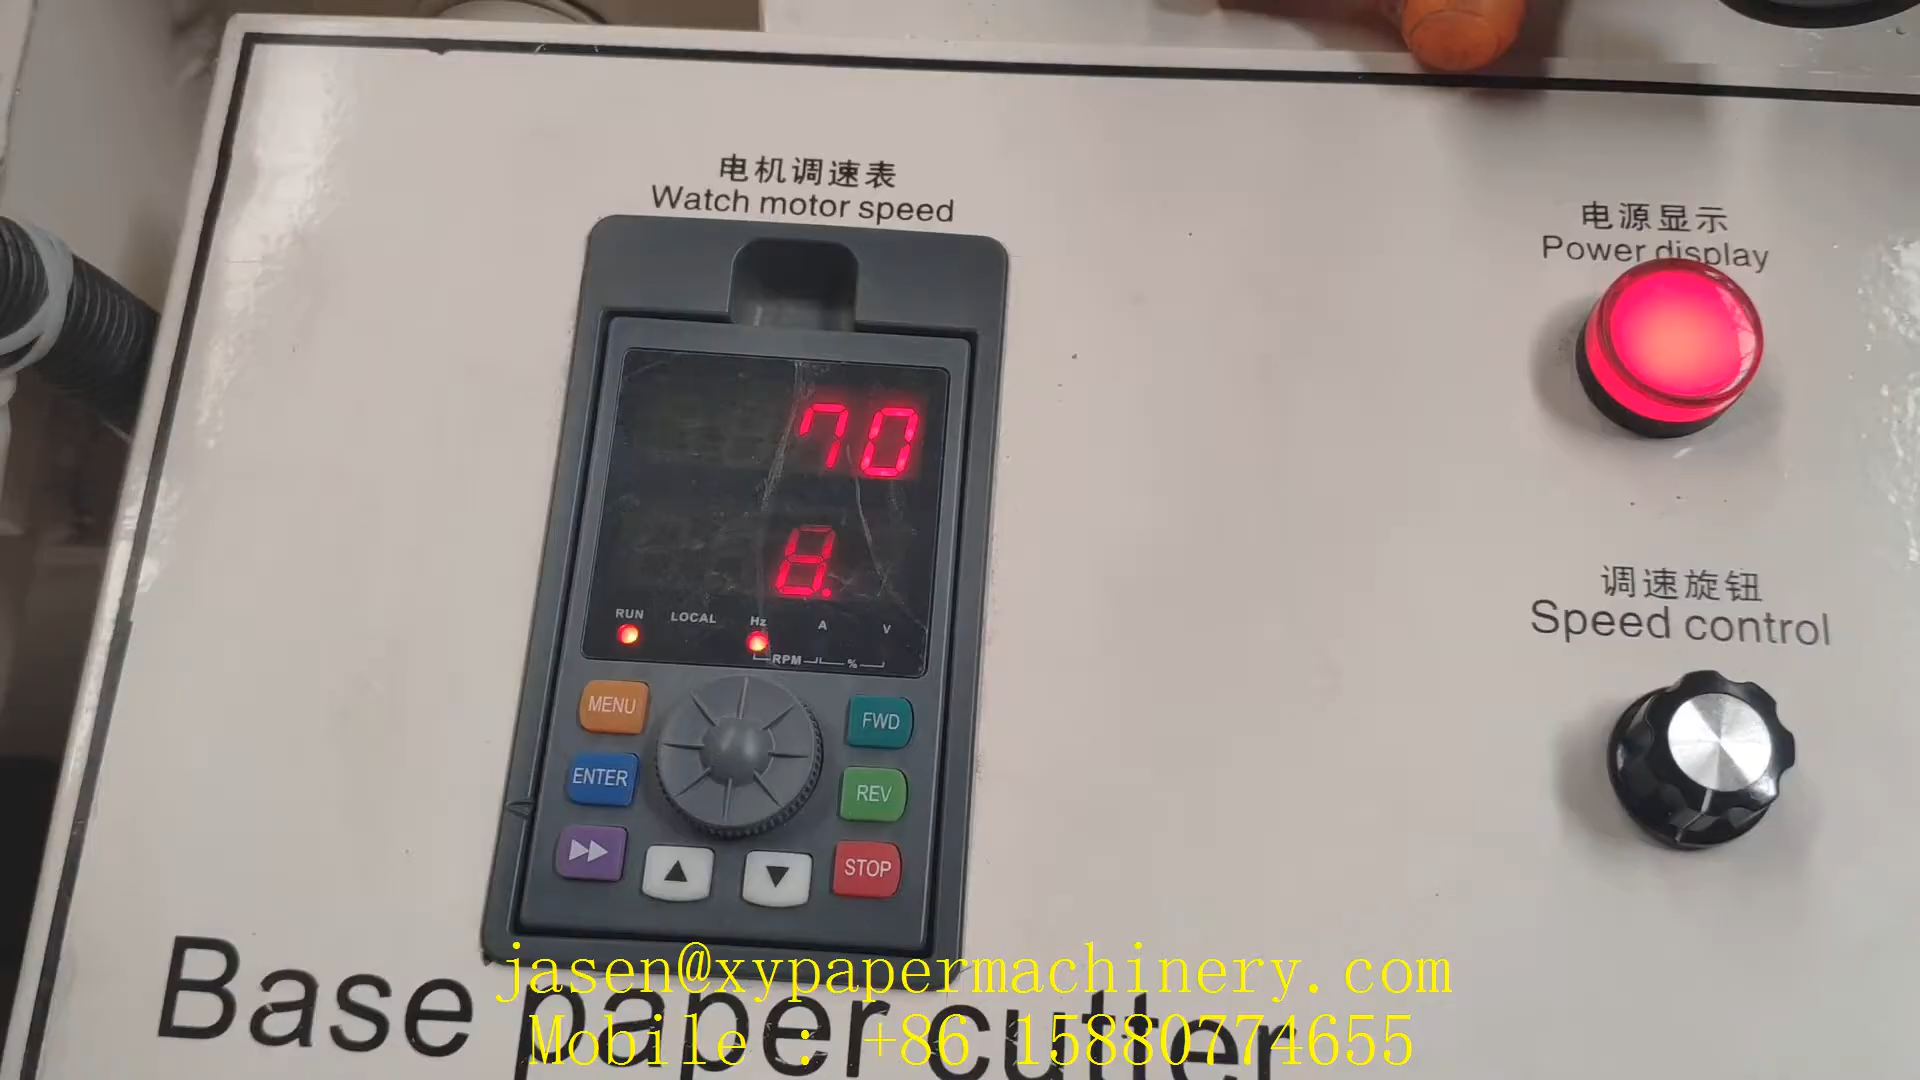 电机调速表
Watch motor speed
电源显示
Power display
70
8.
RUN
LOCAL
Hz
A
V
RPM
%
调速旋钮
Speed control
MENU
FWD
ENTER
REV
STOP
Base paper cutter
jasen@xypapermachinery.com
Mobile : +86 15880774655